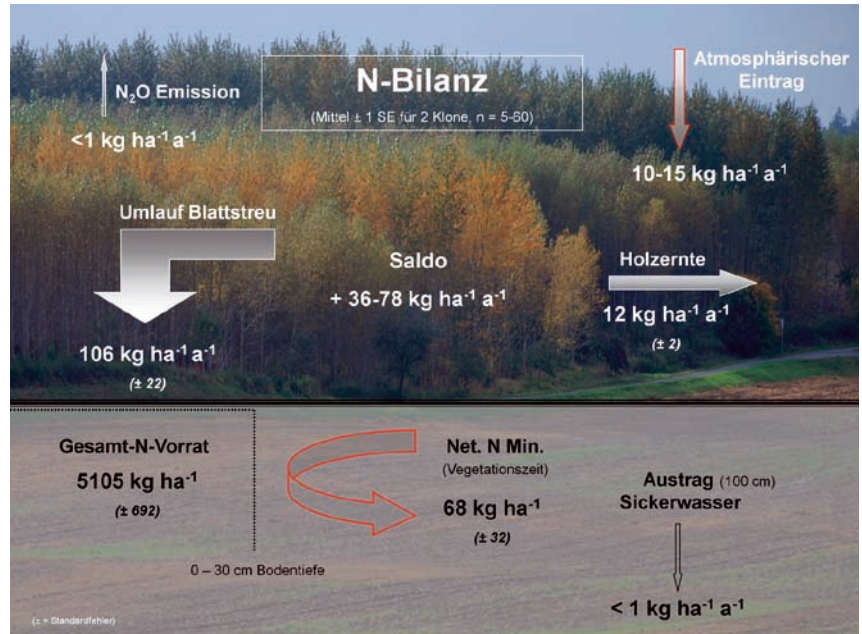 N-Bilanz
(Mittel ± 1 SE für 2 Klone, n = 5-60)
N₂O Emission
<1 kg ha⁻¹ a⁻¹
Atmosphärischer
Eintrag
10-15 kg ha⁻¹ a⁻¹
Umlauf Blattstreu
106 kg ha⁻¹ a⁻¹
(± 22)
Saldo
+ 36-78 kg ha⁻¹ a⁻¹
Holzernte
12 kg ha⁻¹ a⁻¹
(± 2)
Gesamt-N-Vorrat
5105 kg ha⁻¹
(± 692)
0 – 30 cm Bodentiefe
Net. N Min.
(Vegetationszeit)
68 kg ha⁻¹
(± 32)
Austrag (100 cm)
Sickerwasser
< 1 kg ha⁻¹ a⁻¹
(± = Standardfehler)